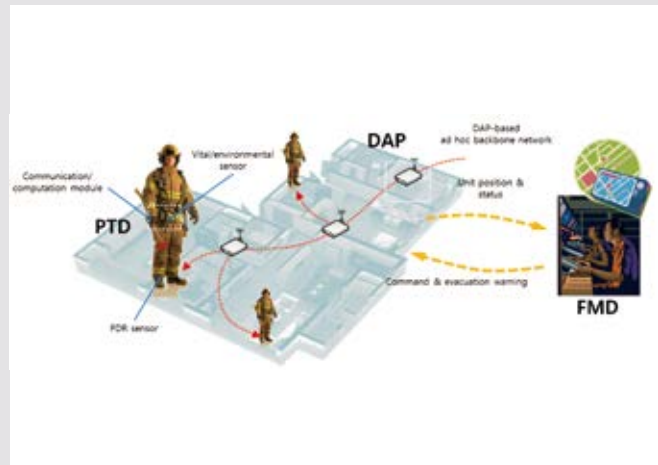 DAP
DAP-based
ad hoc backbone network
Vital/environmental
sensor
Communication/
computation module
Unit position &
status
PTD
Command & evacuation warning
FMD
PDR sensor